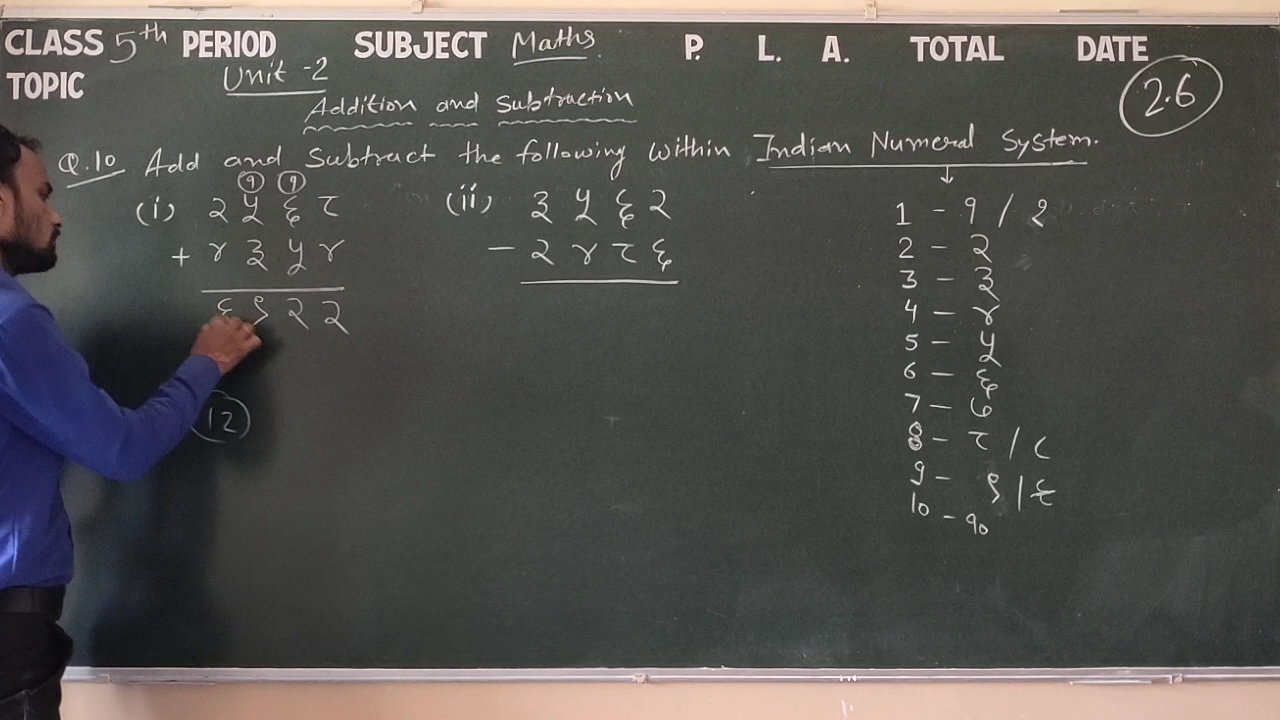 CLASS 5th PERIOD SUBJECT Maths. P. L. A. TOTAL DATE
TOPIC Unit -2
Addition and Subtraction
2.6
Q.10 Add and Subtract the following within Indian Numeral System.
१ १
(i) २ ५ ६ ८ (ii) ३ ५ ६ २
+ ४ ३ ५ ४ - २ ४ ८ ६
६ ९ २ २
12
1 - १ / 2
2 - २
3 - ३
4 - ४
5 - ५
6 - ६
7 - ७
8 - ८ / ८
9 - ९ / ९
10 - १०